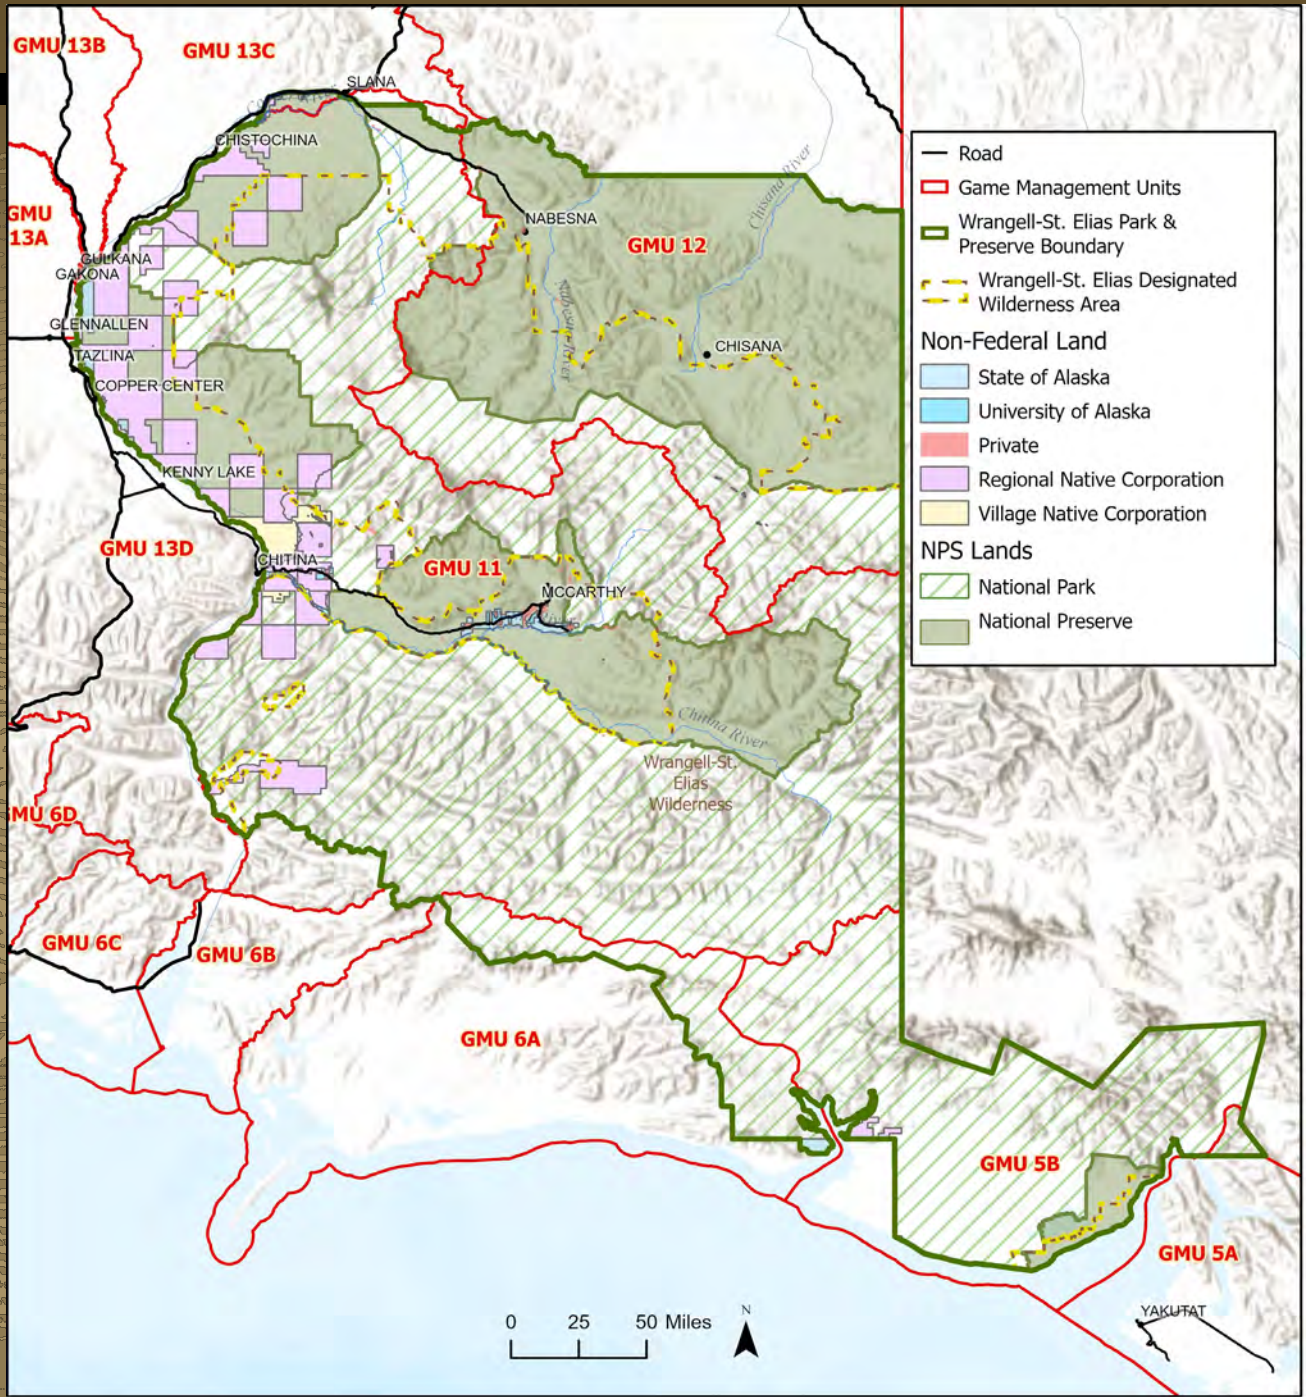 GMU 13B
GMU 13C
SLANA
CHISTOCHINA
GMU
13A
NABESNA
GMU 12
Chisana River
GULKANA
GAKONA
Nabesna River
GLENNALLEN
TAZLINA
CHISANA
COPPER CENTER
KENNY LAKE
GMU 13D
CHITINA
GMU 11
MCCARTHY
Chitina River
Wrangell-St.
Elias
Wilderness
GMU 6D
GMU 6C
GMU 6B
GMU 6A
GMU 5B
GMU 5A
YAKUTAT
Road
Game Management Units
Wrangell-St. Elias Park &
Preserve Boundary
Wrangell-St. Elias Designated
Wilderness Area
Non-Federal Land
State of Alaska
University of Alaska
Private
Regional Native Corporation
Village Native Corporation
NPS Lands
National Park
National Preserve
0 25 50 Miles
N